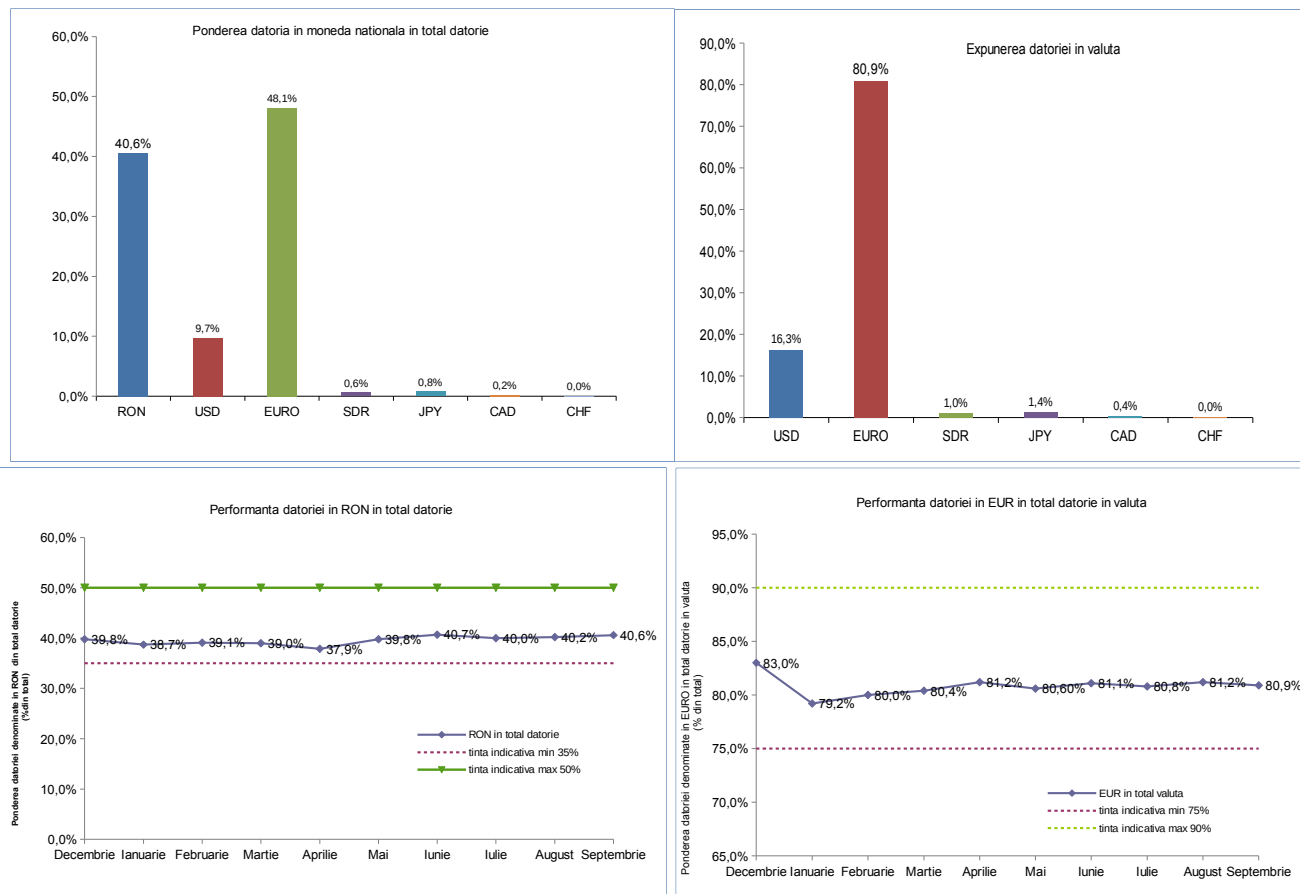 Ponderea datoria in moneda nationala in total datorie
60,0%
50,0%
40,0%
30,0%
20,0%
10,0%
0,0%
40,6%
9,7%
48,1%
0,6%
0,8%
0,2%
0,0%
RON USD EURO SDR JPY CAD CHF
Expunerea datoriei in valuta
90,0%
80,0%
70,0%
60,0%
50,0%
40,0%
30,0%
20,0%
10,0%
0,0%
16,3%
80,9%
1,0%
1,4%
0,4%
0,0%
USD EURO SDR JPY CAD CHF
Performanta datoriei in RON in total datorie
Ponderea datoriei denominate in RON din total datorie
(%din total)
60,0%
50,0%
40,0%
30,0%
20,0%
10,0%
0,0%
39,8% 38,7% 39,1% 39,0% 37,9% 39,8% 40,7% 40,0% 40,2% 40,6%
RON in total datorie
tinta indicativa min 35%
tinta indicativa max 50%
Decembrie Ianuarie Februarie Martie Aprilie Mai Iunie Iulie August Septembrie
Performanta datoriei in EUR in total datorie in valuta
Ponderea datoriei denominate in EURO in total datorie in valuta
(% din total)
95,0%
90,0%
85,0%
80,0%
75,0%
70,0%
65,0%
83,0% 79,2% 80,0% 80,4% 81,2% 80,60% 81,1% 80,8% 81,2% 80,9%
EUR in total valuta
tinta indicativa min 75%
tinta indicativa max 90%
Decembrie Ianuarie Februarie Martie Aprilie Mai Iunie Iulie August Septembrie